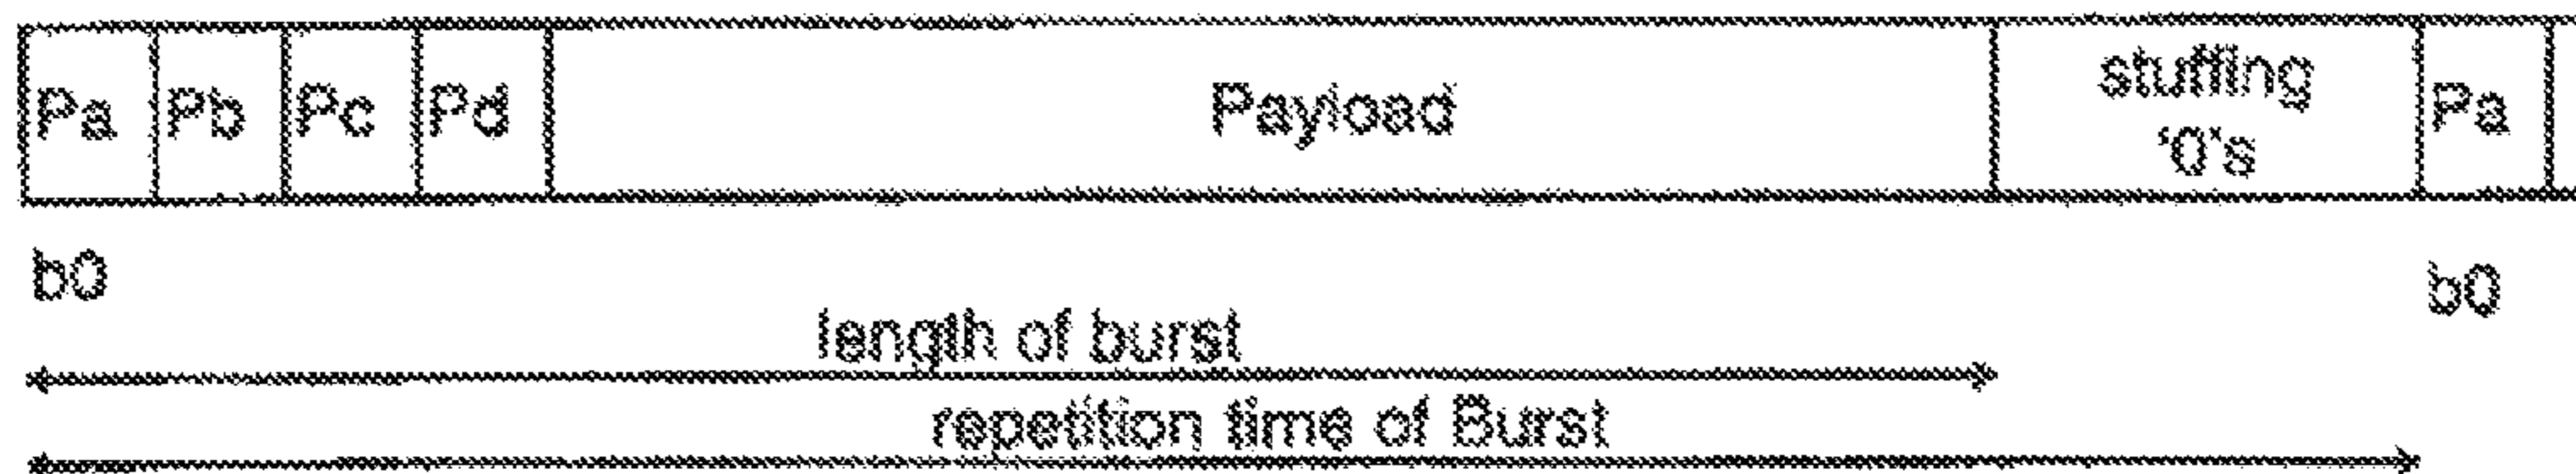 Pa Pb Pc Pd Payload stuffing '0's Pa
b0 b0
length of burst
repetition time of Burst